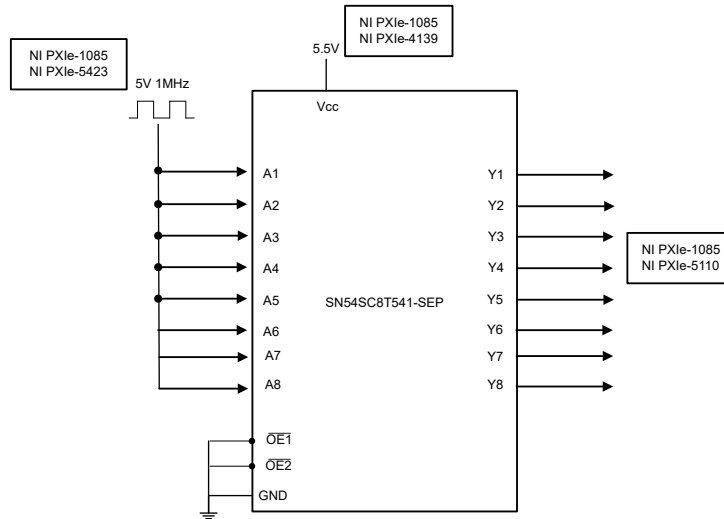 NI PXIe-1085
NI PXIe-4139
NI PXIe-1085
NI PXIe-5423
5.5V
5V 1MHz
Vcc
A1
Y1
A2
Y2
A3
Y3
A4
Y4
A5
Y5
A6
Y6
A7
Y7
A8
Y8
NI PXIe-1085
NI PXIe-5110
SN54SC8T541-SEP
OE1
OE2
GND